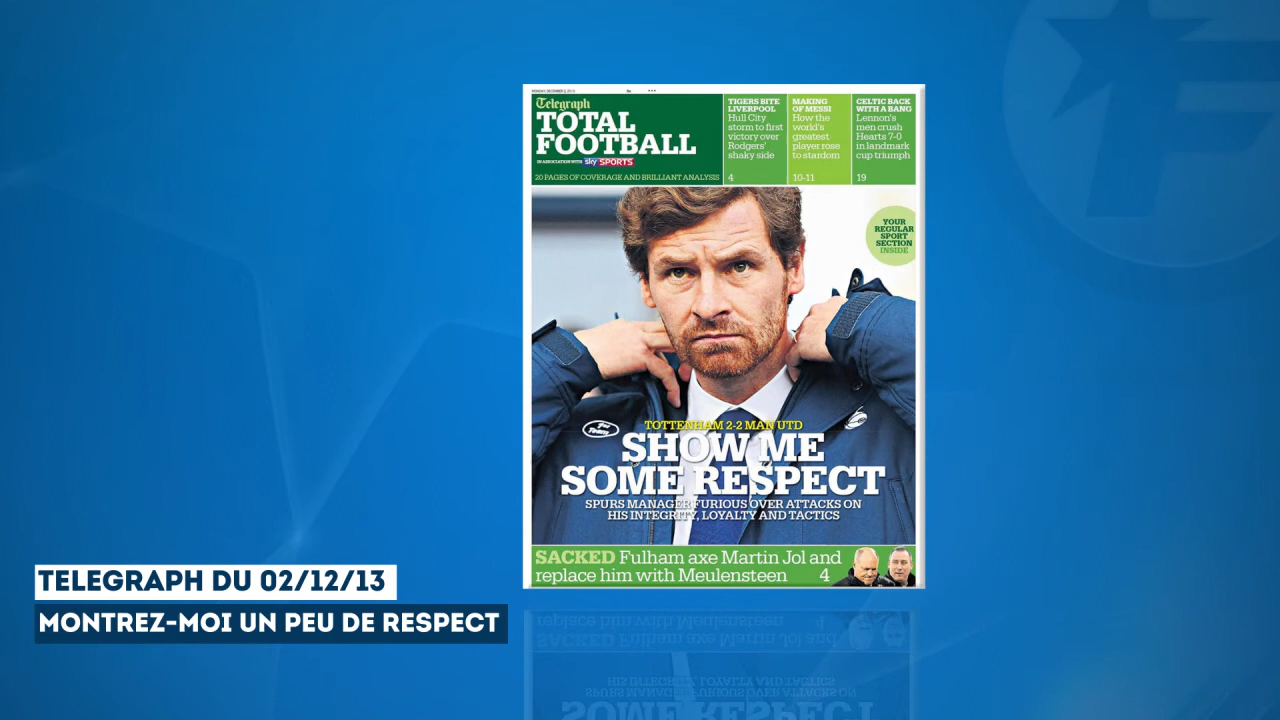 MONDAY, DECEMBER 2, 2013
Telegraph
TOTAL
FOOTBALL
IN ASSOCIATION WITH sky SPORTS
20 PAGES OF COVERAGE AND BRILLIANT ANALYSIS
TIGERS BITE
LIVERPOOL
Hull City
storm to first
victory over
Rodgers'
shaky side
4
MAKING
OF MESSI
How the
world's
greatest
player rose
to stardom
10-11
CELTIC BACK
WITH A BANG
Lennon's
men crush
Hearts 7-0
in landmark
cup triumph
19
YOUR
REGULAR
SPORT
SECTION
INSIDE
TOTTENHAM 2-2 MAN UTD
SHOW ME
SOME RESPECT
SPURS MANAGER FURIOUS OVER ATTACKS ON
HIS INTEGRITY, LOYALTY AND TACTICS
SACKED Fulham axe Martin Jol and
replace him with Meulensteen 4
TELEGRAPH DU 02/12/13
MONTREZ-MOI UN PEU DE RESPECT